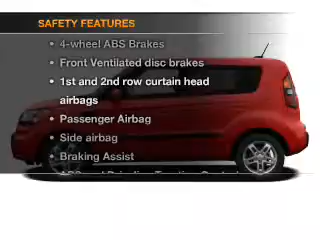 SAFETY FEATURES
• 4-wheel ABS Brakes
• Front Ventilated disc brakes
• 1st and 2nd row curtain head
airbags
• Passenger Airbag
• Side airbag
• Braking Assist